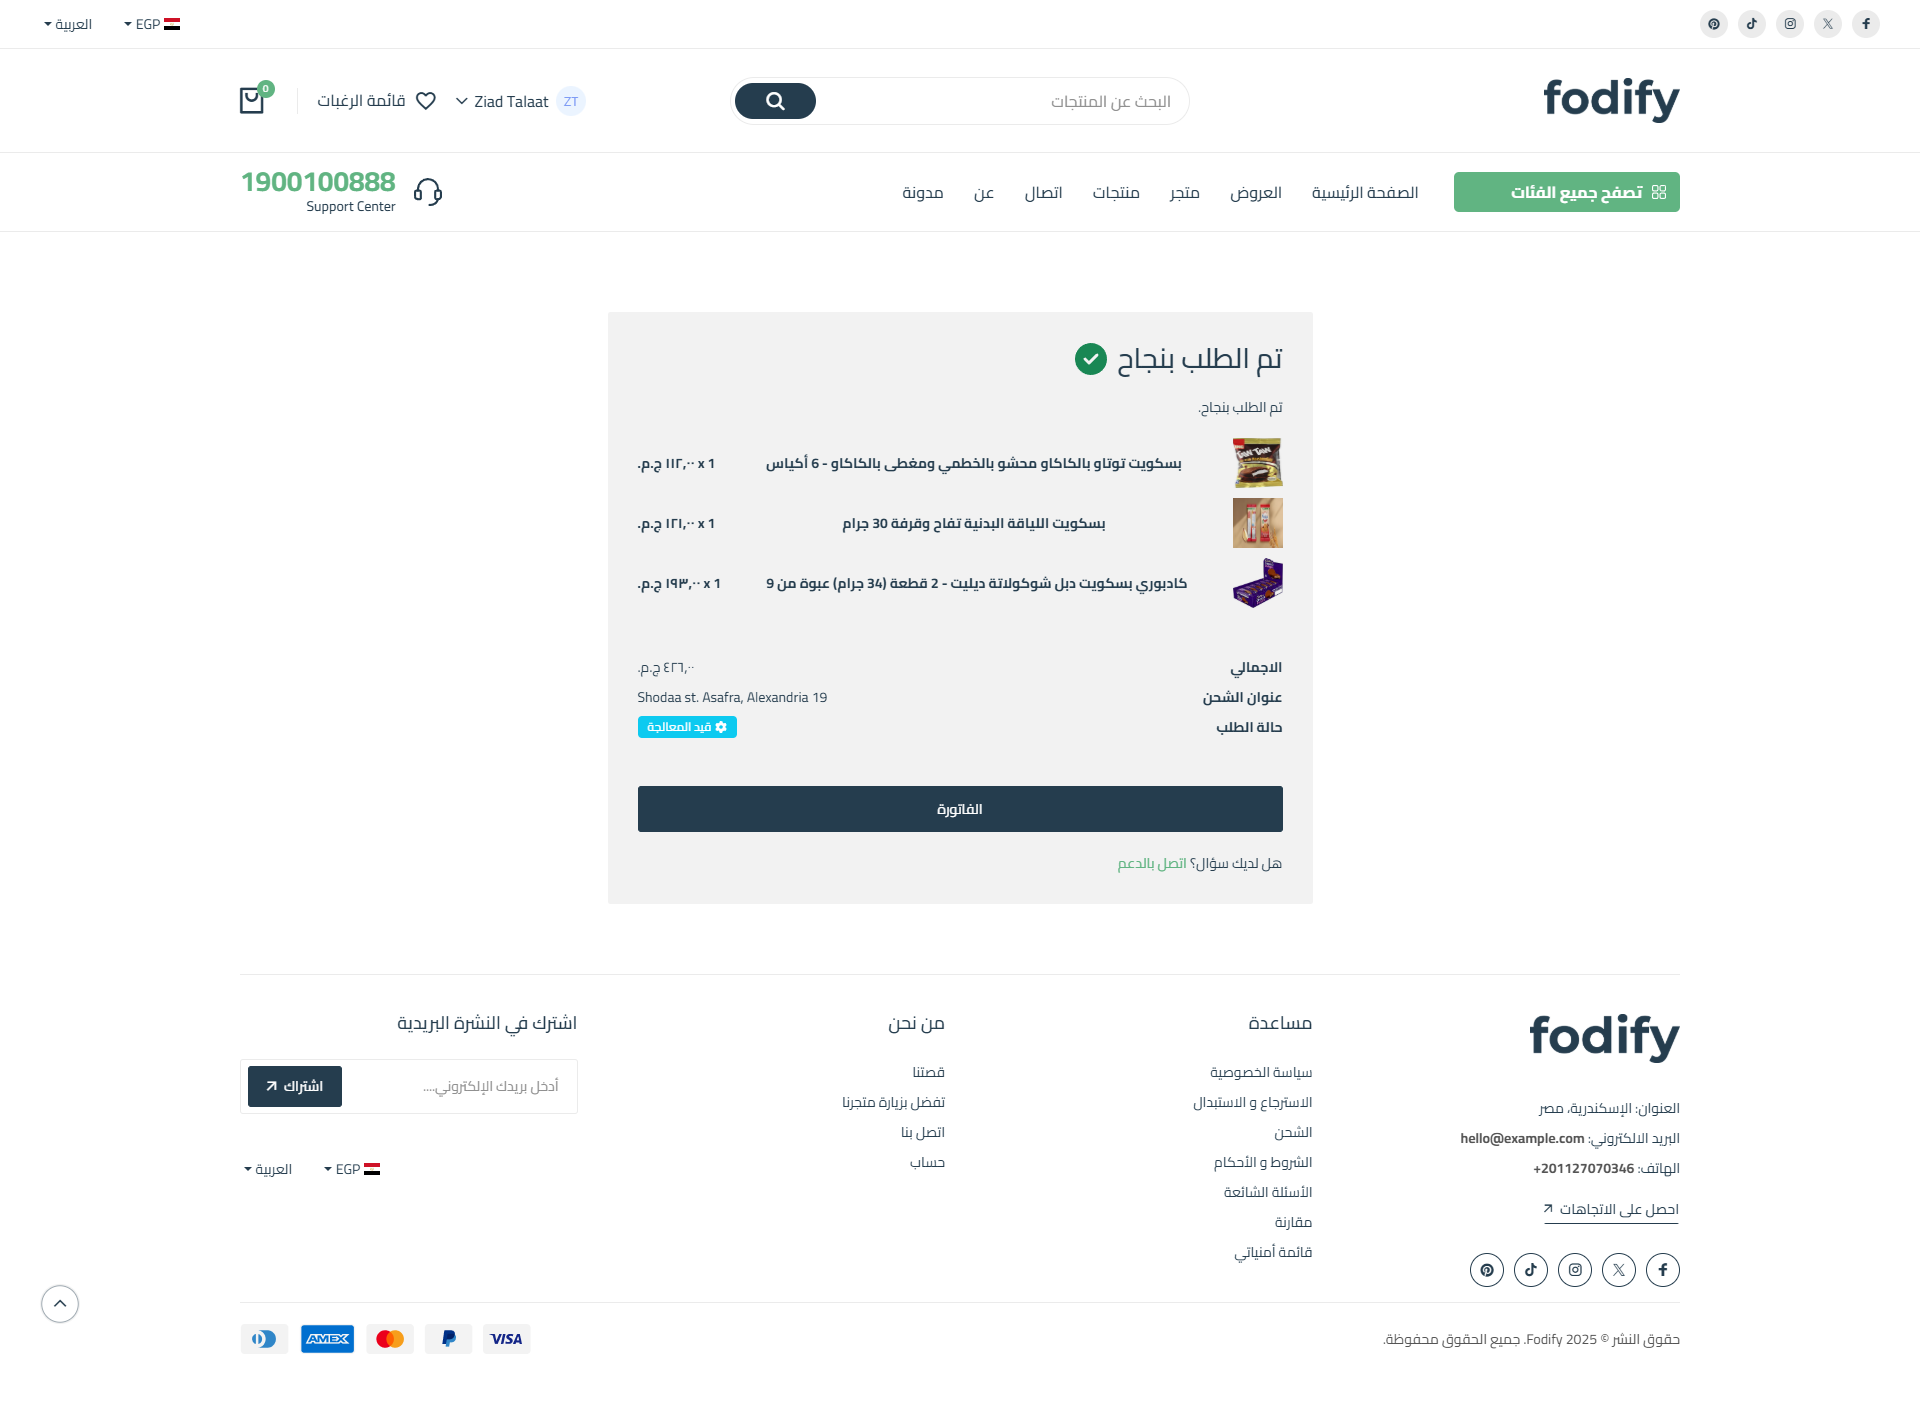 EGP
العربية
fodify
البحث عن المنتجات
ZT Ziad Talaat
قائمة الرغبات
0
تصفح جميع الفئات
الصفحة الرئيسية
العروض
متجر
منتجات
اتصال
عن
مدونة
1900100888
Support Center
تم الطلب بنجاح
تم الطلب بنجاح.
TAN TAN
بسكويت توتاو بالكاكاو محشو بالخطمي ومغطى بالكاكاو - 6 أكياس
1 x ١١٢,٠٠ ج.م.
بسكويت اللياقة البدنية تفاح وقرفة 30 جرام
1 x ١٢١,٠٠ ج.م.
كادبوري بسكويت دبل شوكولاتة ديليت - 2 قطعة (34 جرام) عبوة من 9
1 x ١٩٣,٠٠ ج.م.
الاجمالي
٤٢٦,٠٠ ج.م.
عنوان الشحن
19 Shodaa st. Asafra, Alexandria
حالة الطلب
قيد المعالجة
الفاتورة
هل لديك سؤال؟ اتصل بالدعم
fodify
العنوان: الإسكندرية، مصر
البريد الالكتروني: hello@example.com
الهاتف: 201127070346+
احصل على الاتجاهات
مساعدة
سياسة الخصوصية
الاسترجاع و الاستبدال
الشحن
الشروط و الأحكام
الأسئلة الشائعة
مقارنة
قائمة أمنياتي
من نحن
قصتنا
تفضل بزيارة متجرنا
اتصل بنا
حساب
اشترك في النشرة البريدية
أدخل بريدك الإلكتروني....
اشتراك
EGP
العربية
حقوق النشر © 2025 Fodify. جميع الحقوق محفوظة.
VISA
AMEX